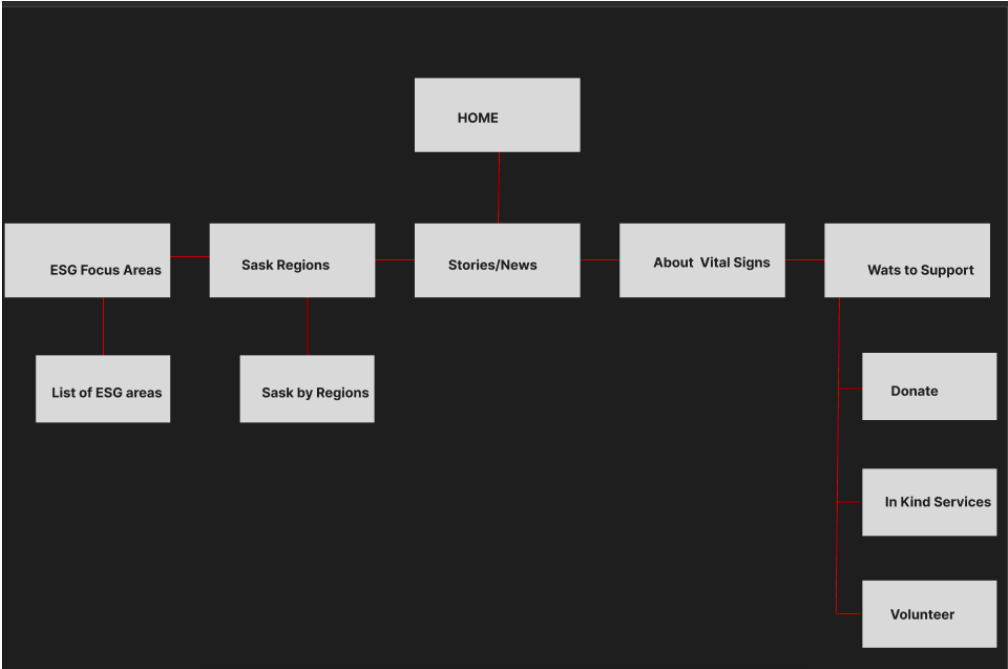 HOME
ESG Focus Areas
Sask Regions
Stories/News
About Vital Signs
Wats to Support
List of ESG areas
Sask by Regions
Donate
In Kind Services
Volunteer